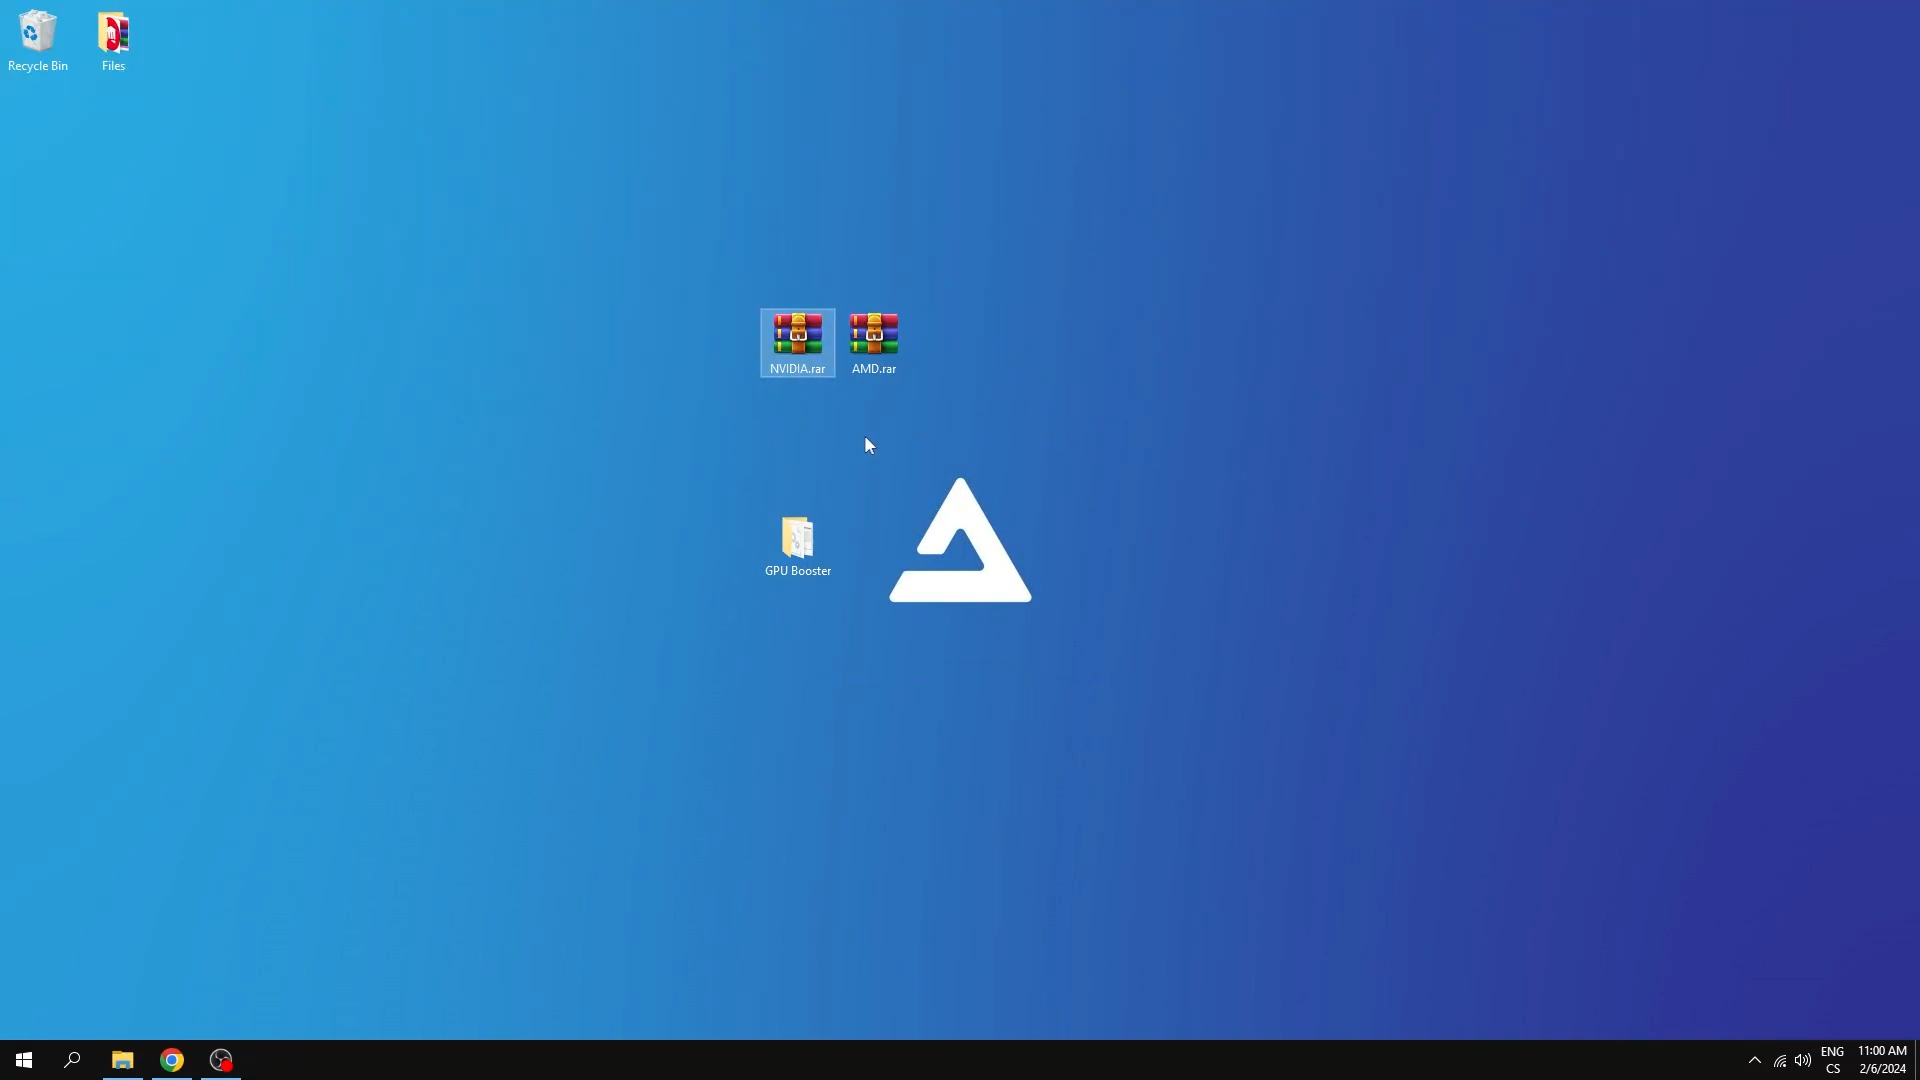 Recycle Bin
Files
NVIDIA.rar
AMD.rar
GPU Booster
ENG
CS
11:00 AM
2/6/2024